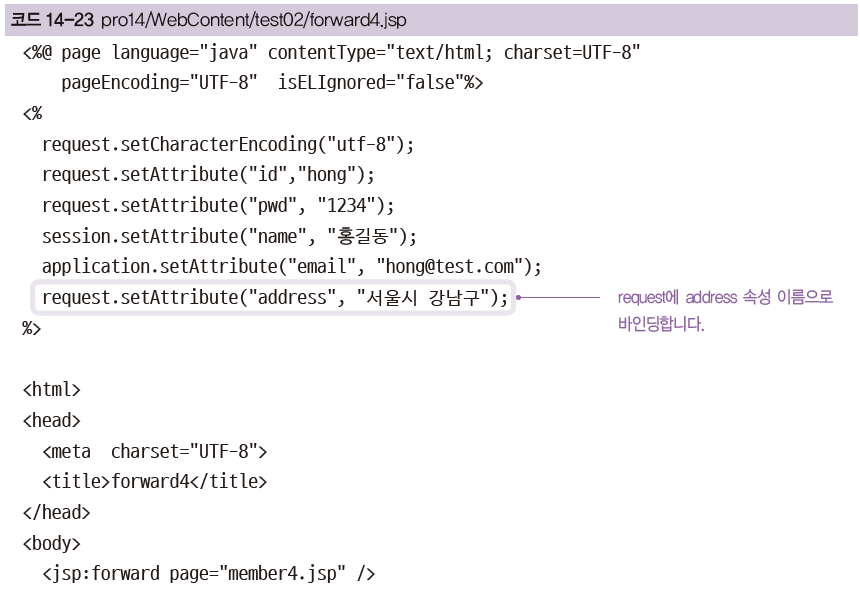 코드 14-23 pro14/WebContent/test02/forward4.jsp
<%@ page language="java" contentType="text/html; charset=UTF-8"
    pageEncoding="UTF-8"  isELIgnored="false"%>
<%
  request.setCharacterEncoding("utf-8");
  request.setAttribute("id","hong");
  request.setAttribute("pwd", "1234");
  session.setAttribute("name", "홍길동");
  application.setAttribute("email", "hong@test.com");
  request.setAttribute("address", "서울시 강남구");
request에 address 속성 이름으로
바인딩합니다.
%>
<html>
<head>
  <meta  charset="UTF-8">
  <title>forward4</title>
</head>
<body>
  <jsp:forward page="member4.jsp" />